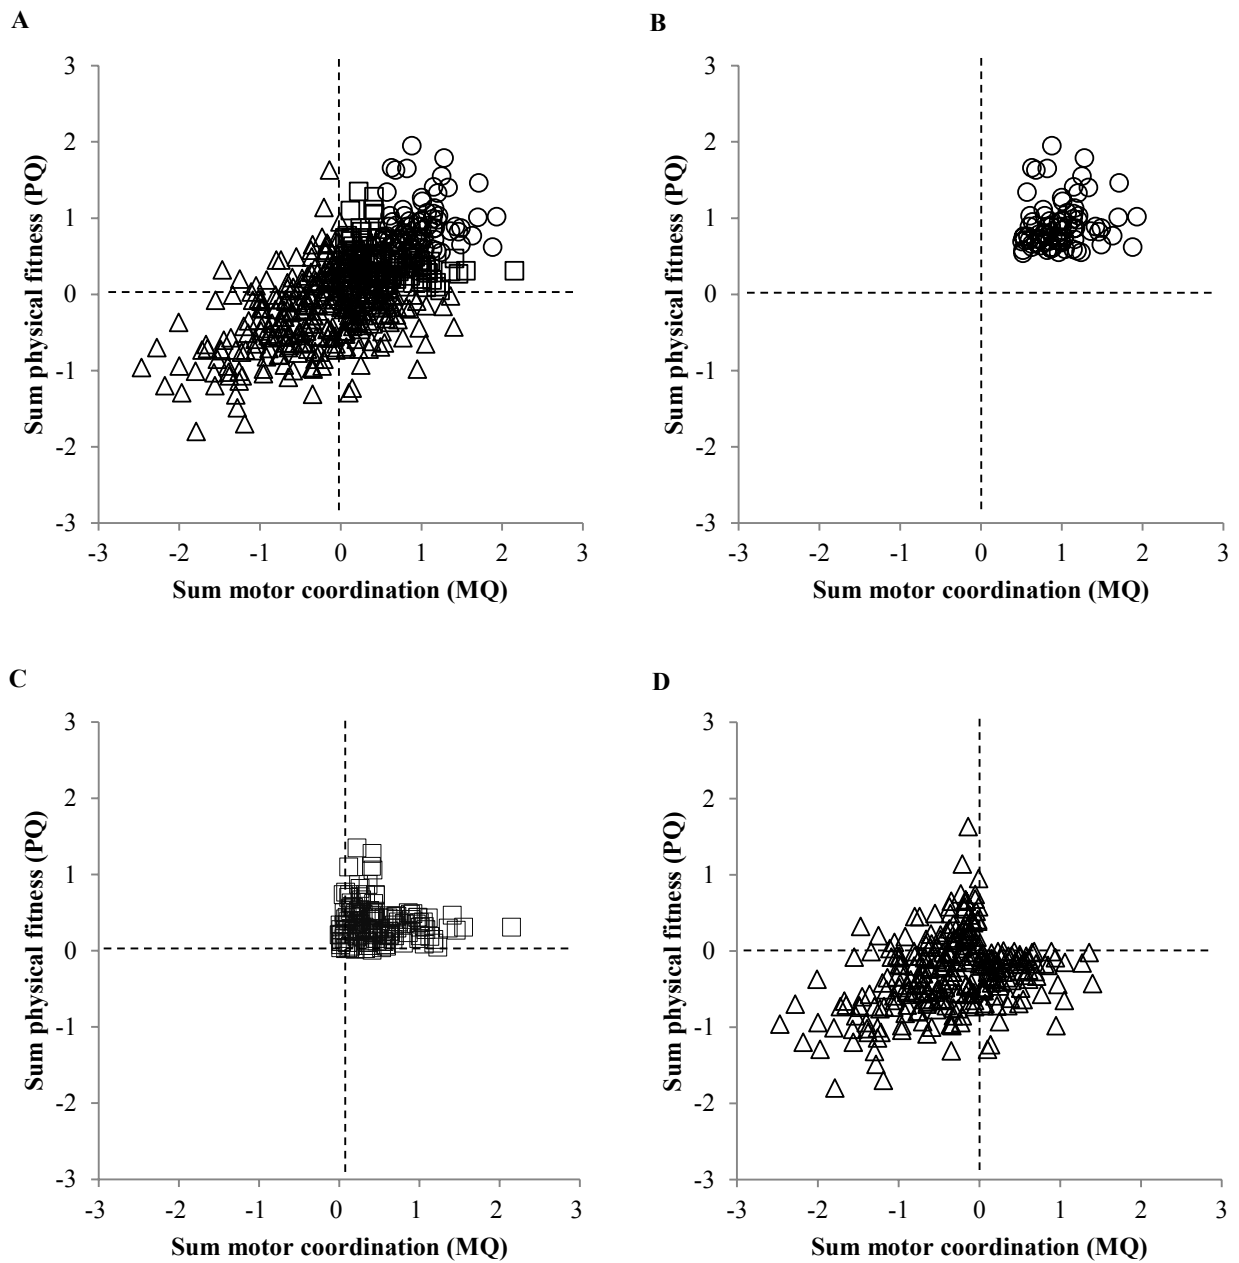 A
3
2
1
0
-1
-2
-3
Sum physical fitness (PQ)
-3 -2 -1 0 1 2 3
Sum motor coordination (MQ)
B
3
2
1
0
-1
-2
-3
Sum physical fitness (PQ)
-3 -2 -1 0 1 2 3
Sum motor coordination (MQ)
C
3
2
1
0
-1
-2
-3
Sum physical fitness (PQ)
-3 -2 -1 0 1 2 3
Sum motor coordination (MQ)
D
3
2
1
0
-1
-2
-3
Sum physical fitness (PQ)
-3 -2 -1 0 1 2 3
Sum motor coordination (MQ)